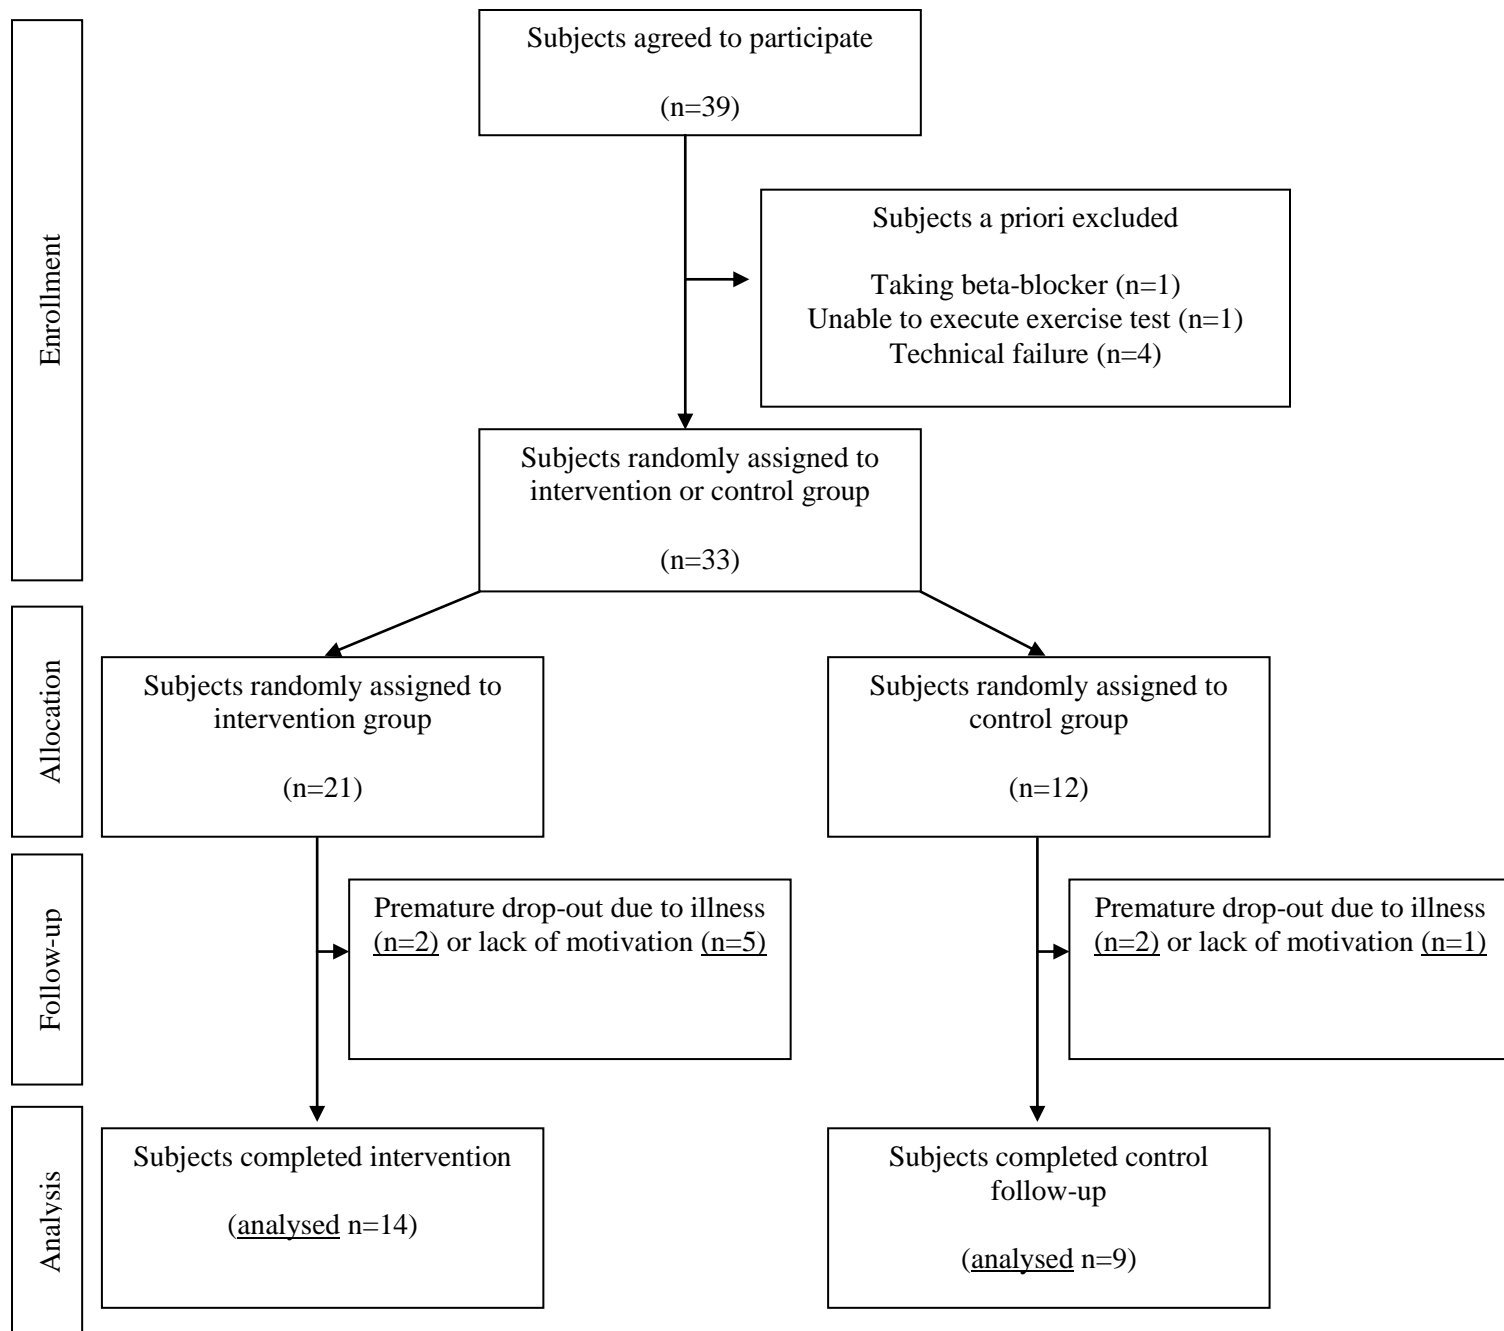 Enrollment
Subjects agreed to participate
(n=39)
Subjects a priori excluded
Taking beta-blocker (n=1)
Unable to execute exercise test (n=1)
Technical failure (n=4)
Subjects randomly assigned to
intervention or control group
(n=33)
Allocation
Subjects randomly assigned to
intervention group
(n=21)
Subjects randomly assigned to
control group
(n=12)
Follow-up
Premature drop-out due to illness
(n=2) or lack of motivation (n=5)
Premature drop-out due to illness
(n=2) or lack of motivation (n=1)
Analysis
Subjects completed intervention
(analysed n=14)
Subjects completed control
follow-up
(analysed n=9)